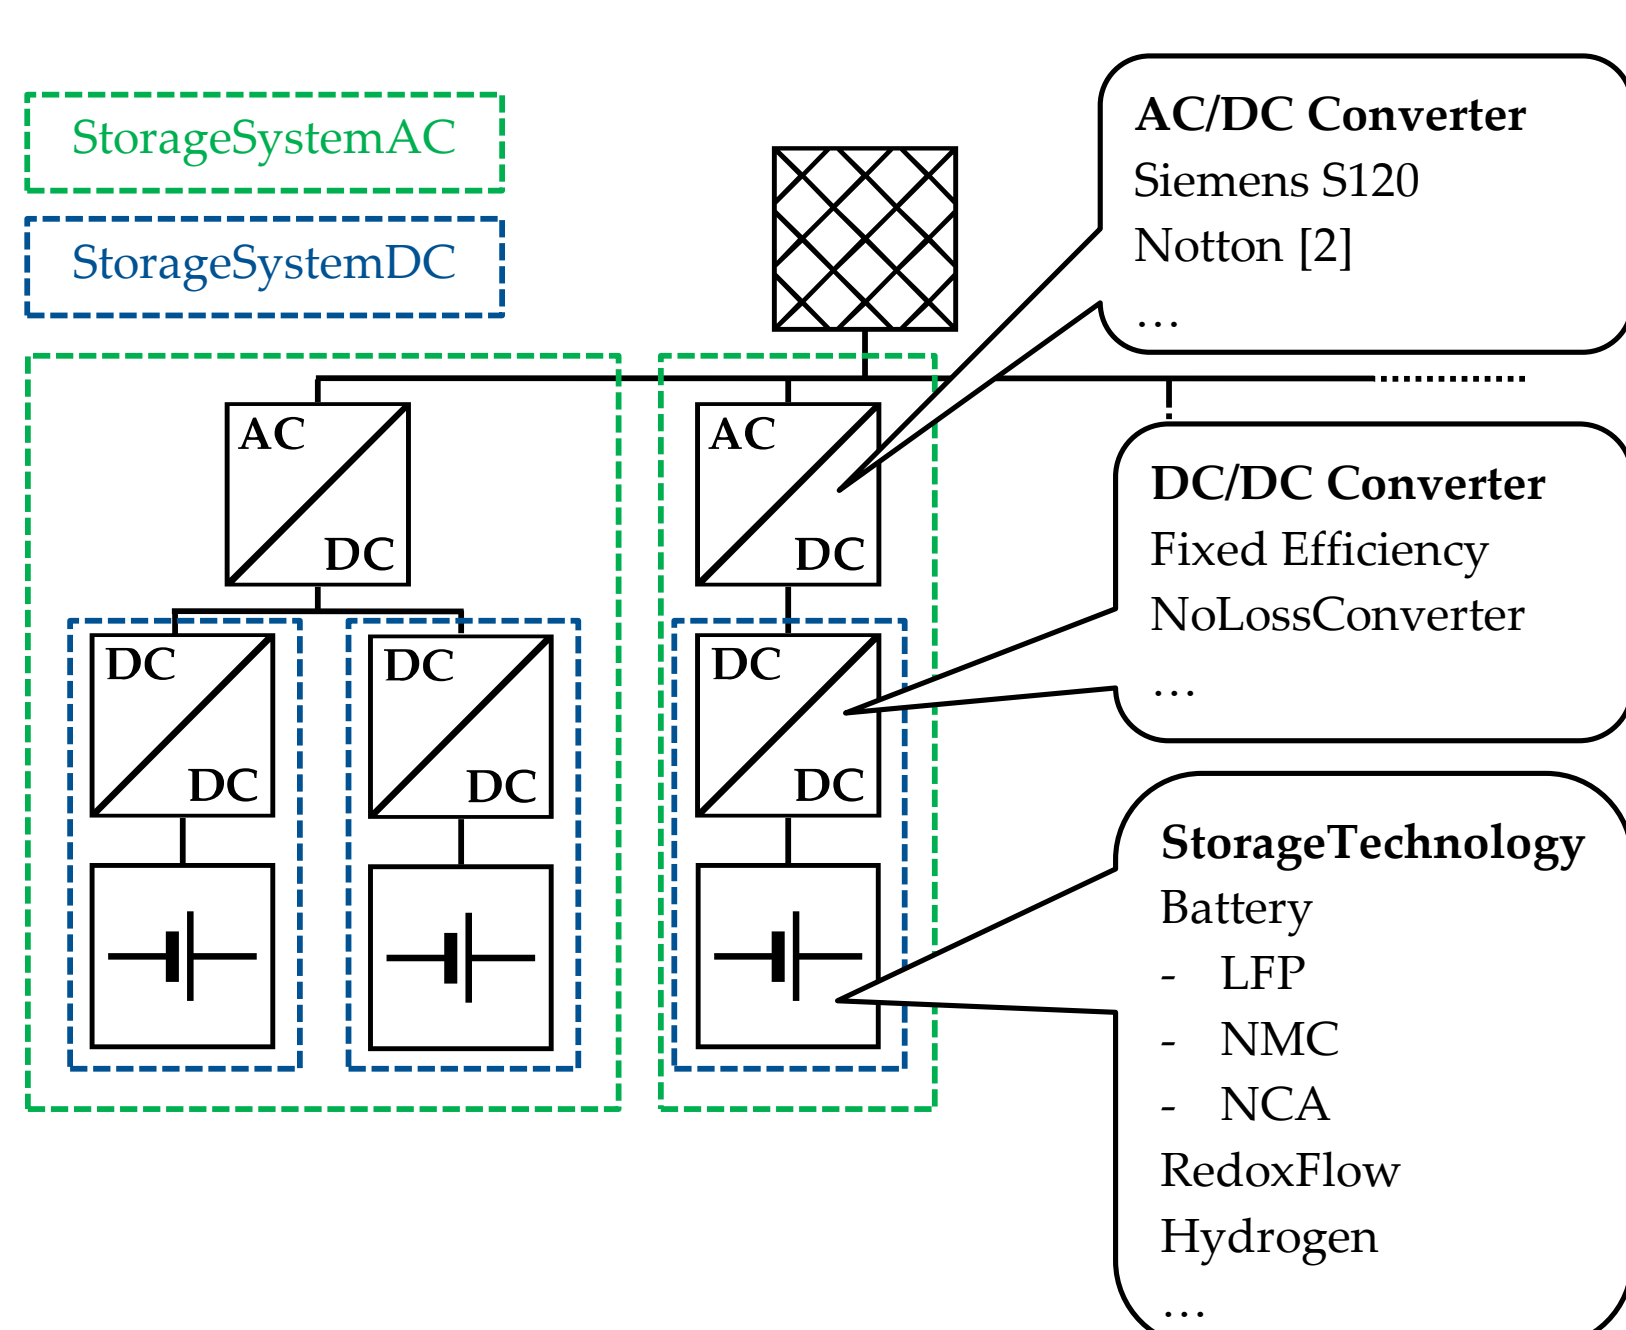 StorageSystemAC
StorageSystemDC
AC/DC Converter
Siemens S120
Notton [2]
…
AC
DC
AC
DC
DC/DC Converter
Fixed Efficiency
NoLossConverter
…
DC
DC
DC
DC
DC
DC
StorageTechnology
Battery
- LFP
- NMC
- NCA
RedoxFlow
Hydrogen
…